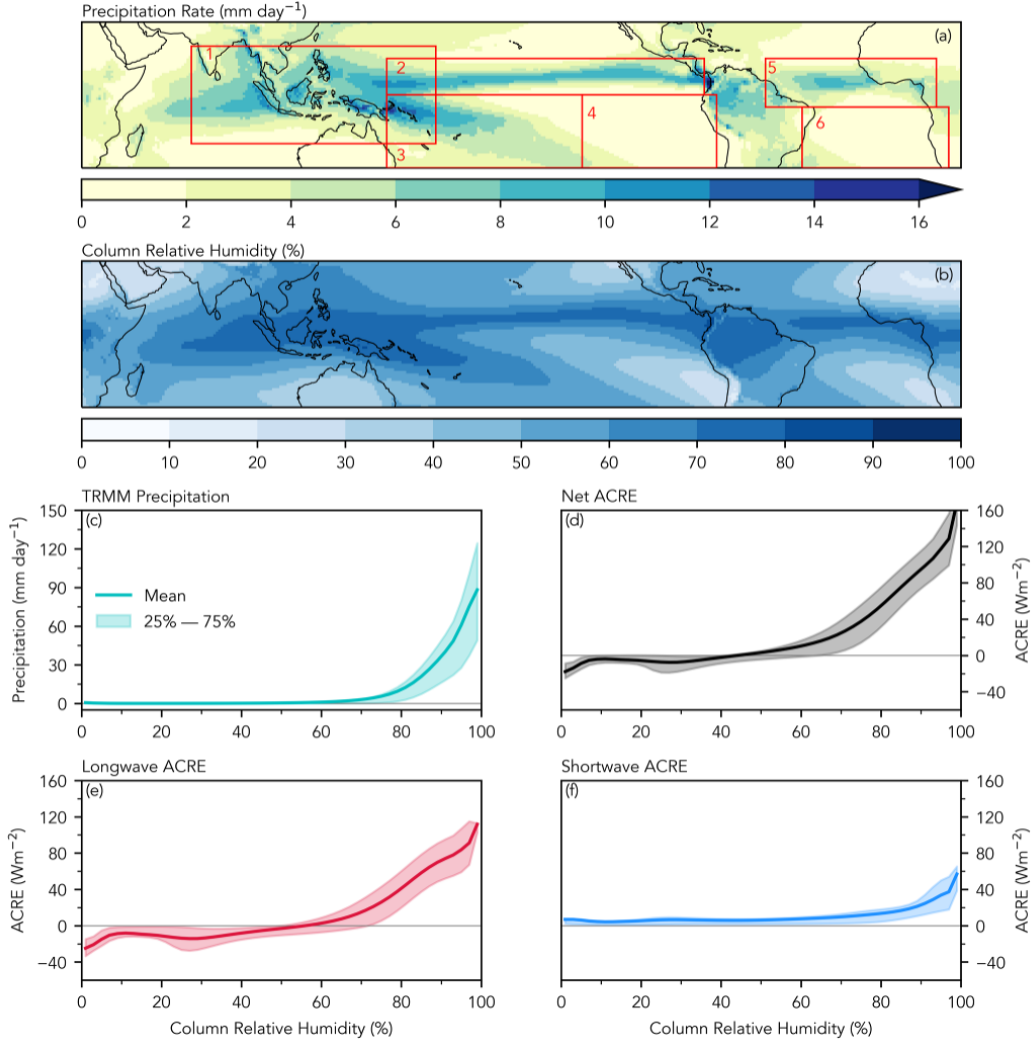 Precipitation Rate (mm day⁻¹)
(a)
1
2
3
4
5
6
0 2 4 6 8 10 12 14 16
Column Relative Humidity (%)
(b)
0 10 20 30 40 50 60 70 80 90 100
TRMM Precipitation
(c)
Precipitation (mm day⁻¹)
150
120
90
60
30
0
Mean
25% — 75%
0 20 40 60 80 100
Net ACRE
(d)
160
120
80
40
0
−40
ACRE (Wm⁻²)
0 20 40 60 80 100
Longwave ACRE
(e)
ACRE (Wm⁻²)
160
120
80
40
0
−40
0 20 40 60 80 100
Column Relative Humidity (%)
Shortwave ACRE
(f)
160
120
80
40
0
−40
ACRE (Wm⁻²)
0 20 40 60 80 100
Column Relative Humidity (%)